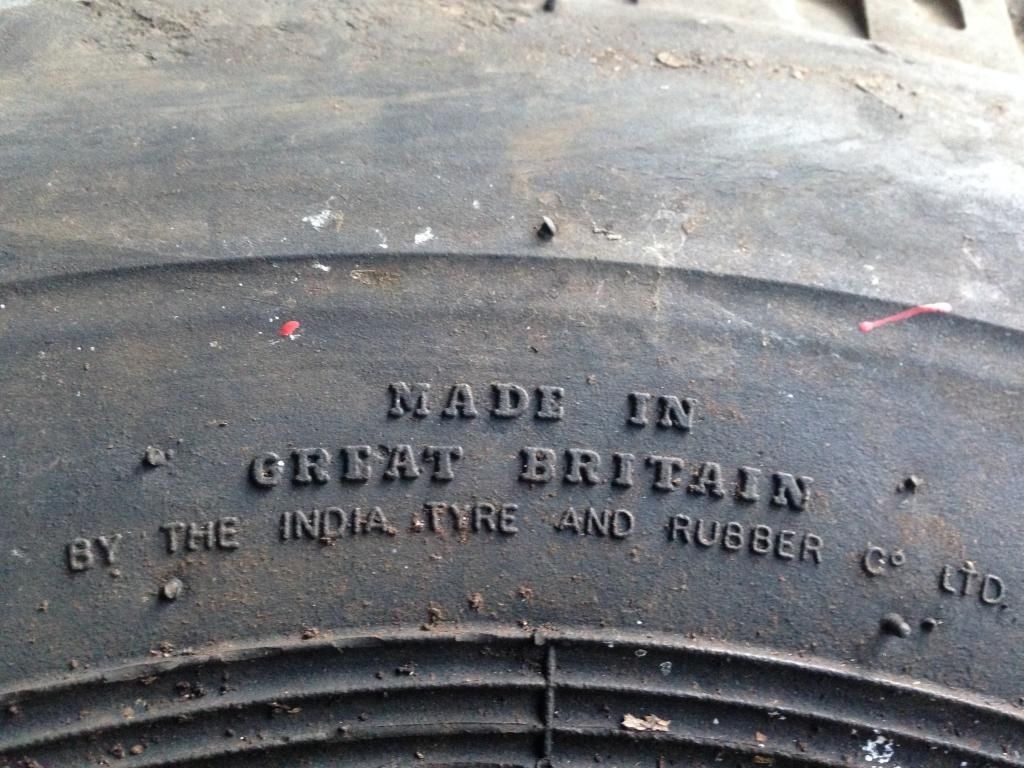 MADE IN
GREAT BRITAIN
BY THE INDIA TYRE AND RUBBER Cº LTD.